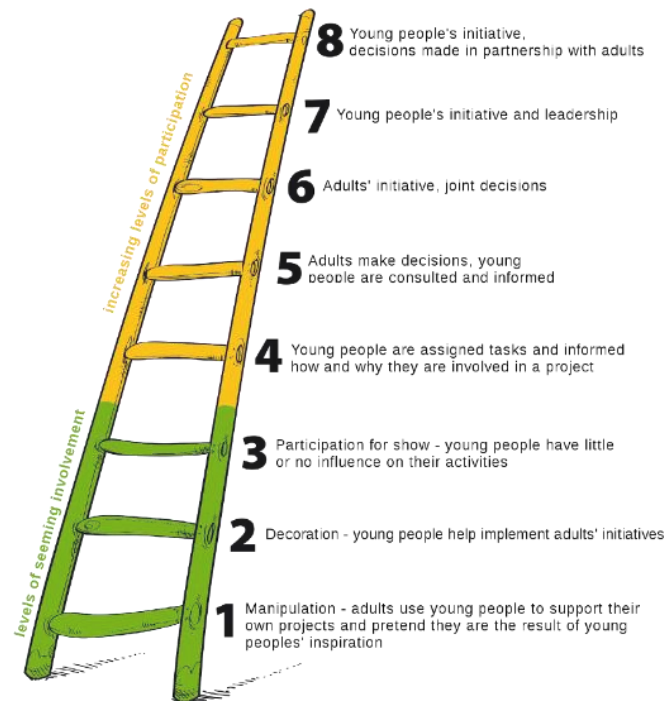 8 Young people's initiative,
decisions made in partnership with adults
7 Young people's initiative and leadership
6 Adults' initiative, joint decisions
5 Adults make decisions, young
people are consulted and informed
4 Young people are assigned tasks and informed
how and why they are involved in a project
3 Participation for show - young people have little
or no influence on their activities
2 Decoration - young people help implement adults' initiatives
1 Manipulation - adults use young people to support their
own projects and pretend they are the result of young
peoples' inspiration
increasing levels of participation
levels of seeming involvement